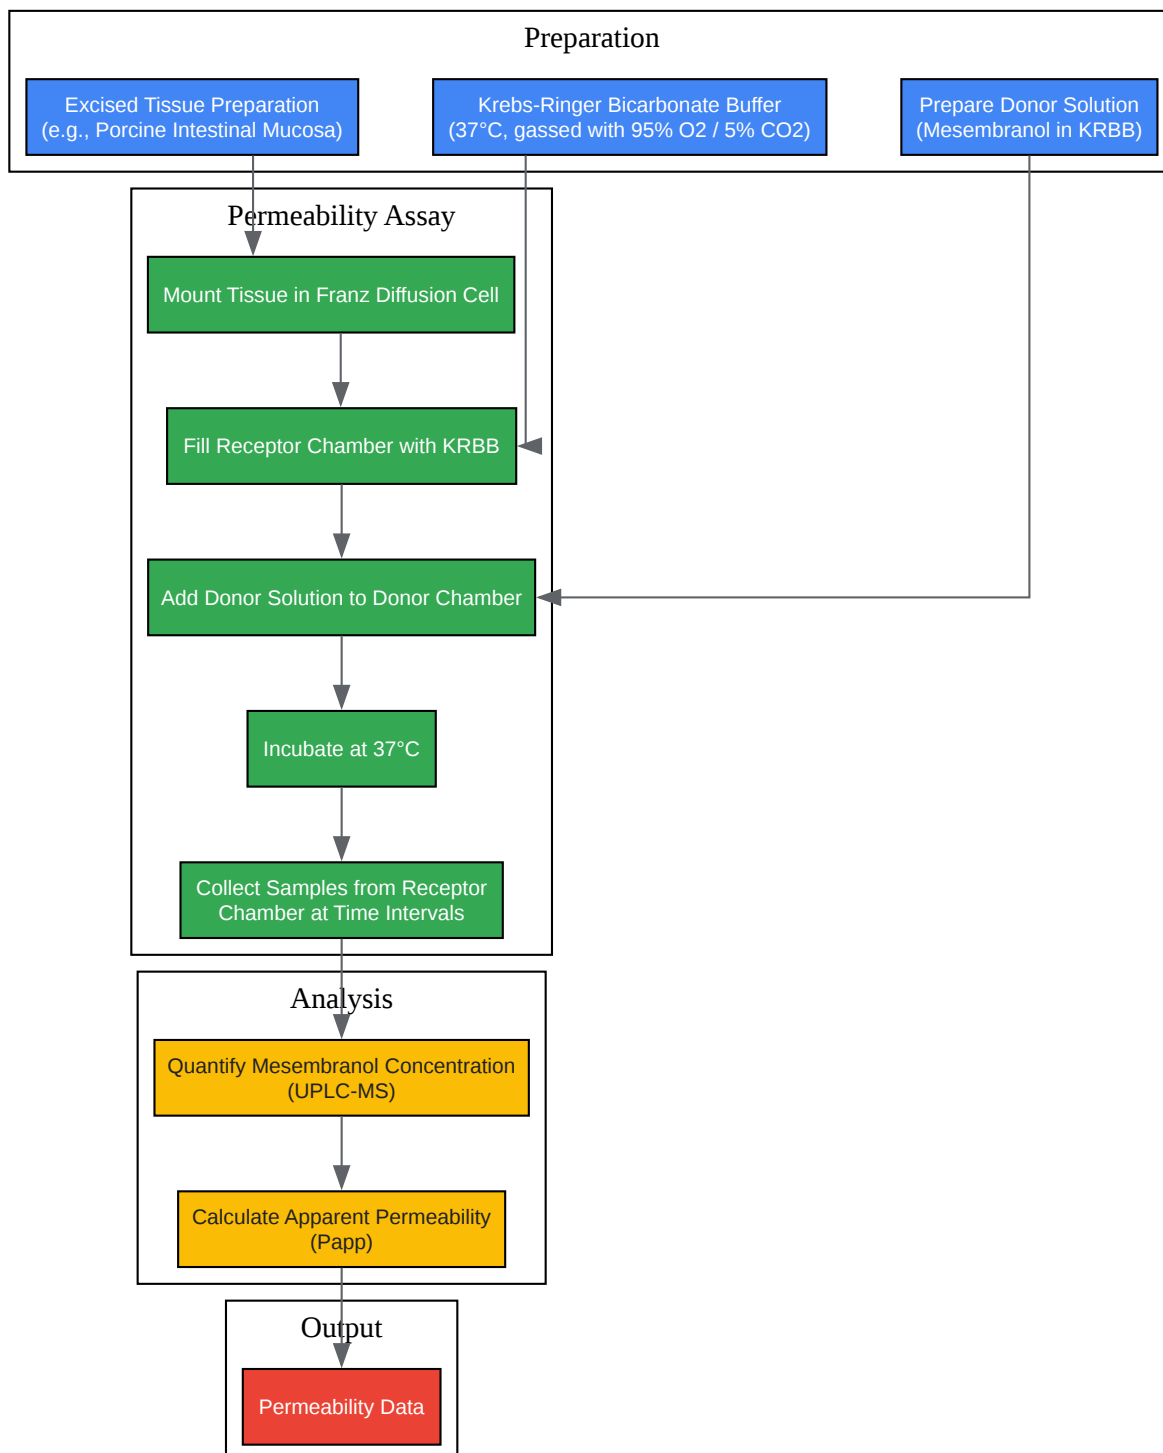 Preparation
Excised Tissue Preparation
(e.g., Porcine Intestinal Mucosa)
Krebs-Ringer Bicarbonate Buffer
(37°C, gassed with 95% O2 / 5% CO2)
Prepare Donor Solution
(Mesembranol in KRBB)
Permeability Assay
Mount Tissue in Franz Diffusion Cell
Fill Receptor Chamber with KRBB
Add Donor Solution to Donor Chamber
Incubate at 37°C
Collect Samples from Receptor
Chamber at Time Intervals
Analysis
Quantify Mesembranol Concentration
(UPLC-MS)
Calculate Apparent Permeability
(Papp)
Output
Permeability Data